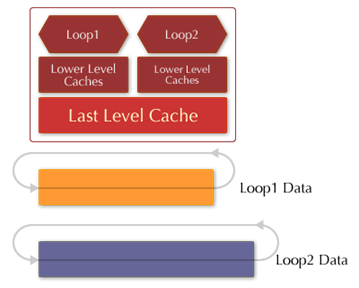 Loop1
Loop2
Lower Level
Caches
Lower Level
Caches
Last Level Cache
Loop1 Data
Loop2 Data